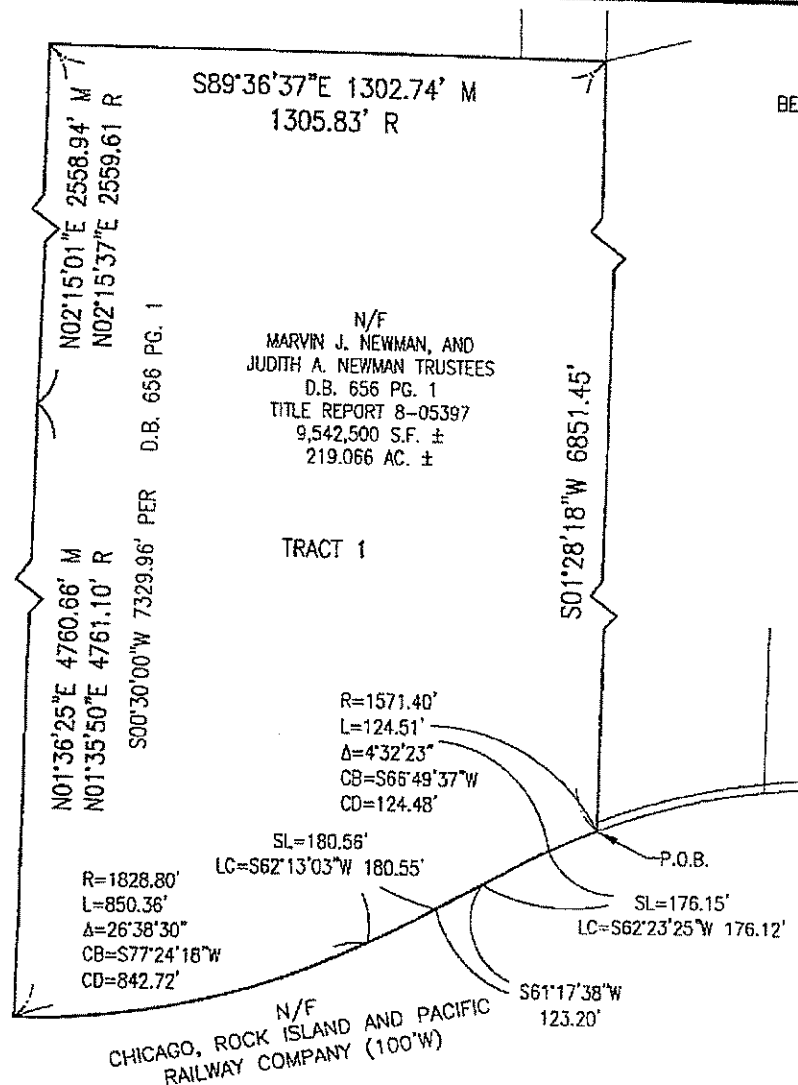 S89°36'37"E 1302.74' M
1305.83' R
BE
N02°15'01"E 2558.94' M
N02°15'37"E 2559.61 R
D.B. 656 PG. 1
N/F
MARVIN J. NEWMAN, AND
JUDITH A. NEWMAN TRUSTEES
D.B. 656 PG. 1
TITLE REPORT 8-05397
9,542,500 S.F. ±
219.066 AC. ±
S01°28'18"W 6851.45'
TRACT 1
N01°36'25"E 4760.66' M
N01°35'50"E 4761.10' R
S00°30'00"W 7329.96' PER
R=1571.40'
L=124.51'
Δ=4°32'23"
CB=S66°49'37"W
CD=124.48'
SL=180.56'
LC=S62°13'03"W 180.55'
P.O.B.
R=1828.80'
L=850.36'
Δ=26°38'30"
CB=S77°24'18"W
CD=842.72'
SL=176.15'
LC=S62°23'25"W 176.12'
S61°17'38"W
123.20'
N/F
CHICAGO, ROCK ISLAND AND PACIFIC
RAILWAY COMPANY (100'W)